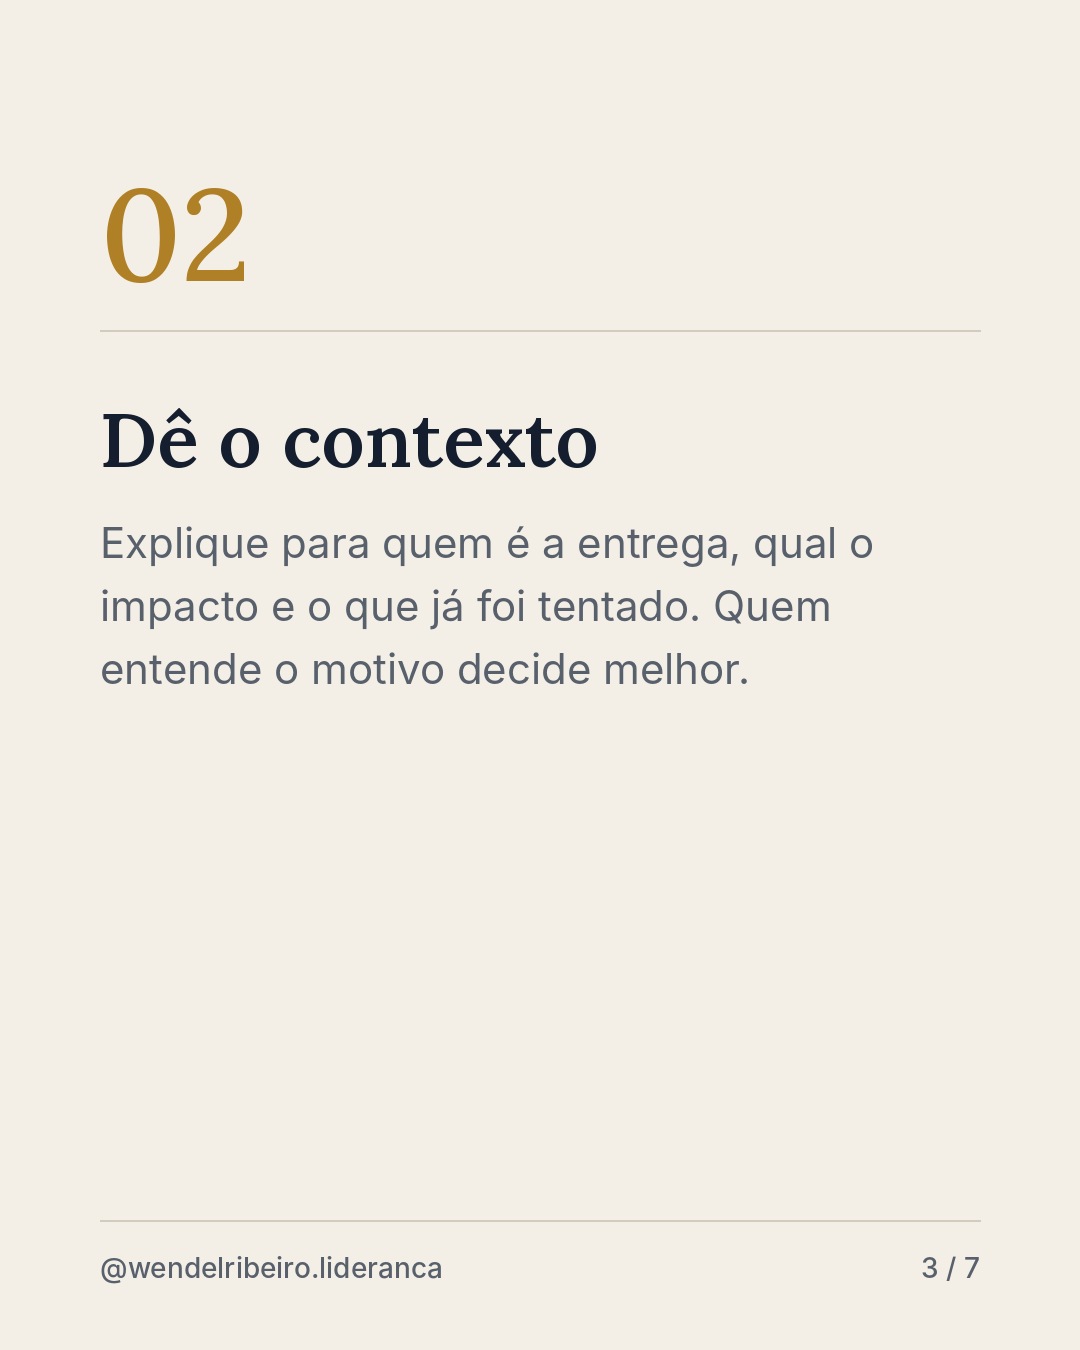 02
Dê o contexto
Explique para quem é a entrega, qual o
impacto e o que já foi tentado. Quem
entende o motivo decide melhor.
@wendelribeiro.lideranca
3 / 7